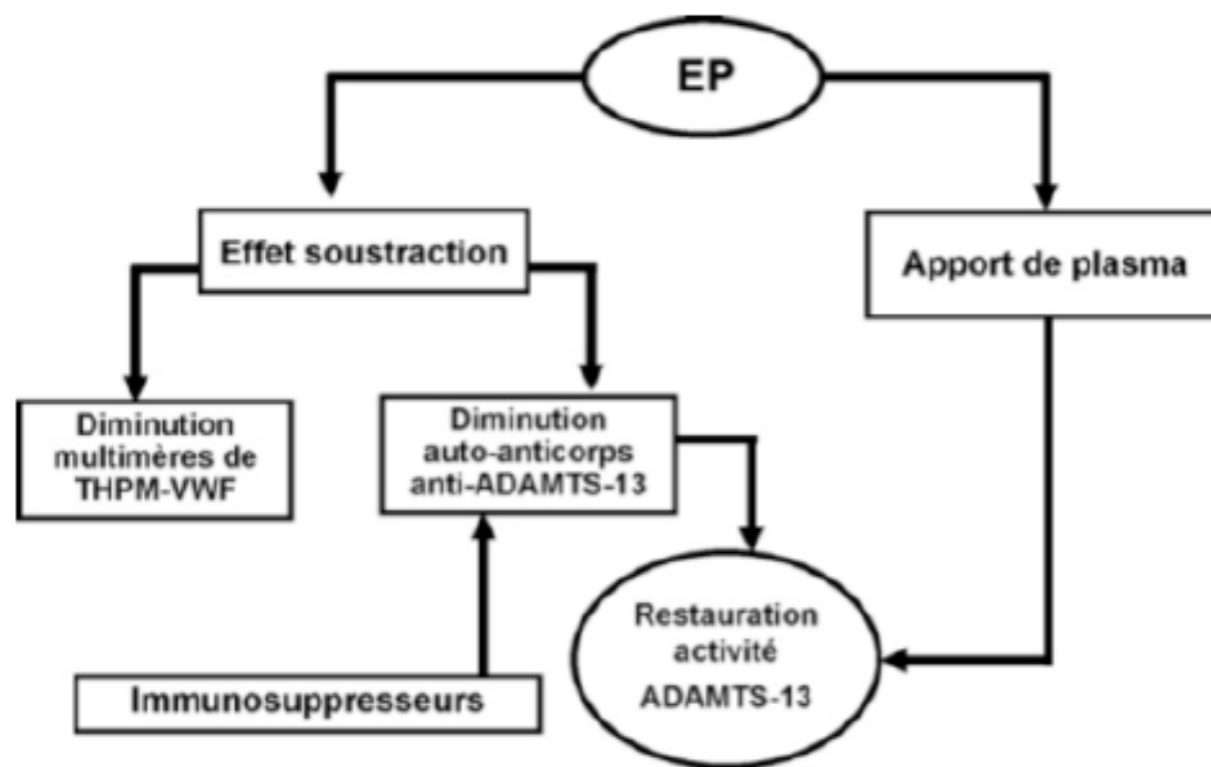 EP
Effet soustraction
Apport de plasma
Diminution
multimères de
THPM-VWF
Diminution
auto-anticorps
anti-ADAMTS-13
Restauration
activité
ADAMTS-13
Immunosuppresseurs